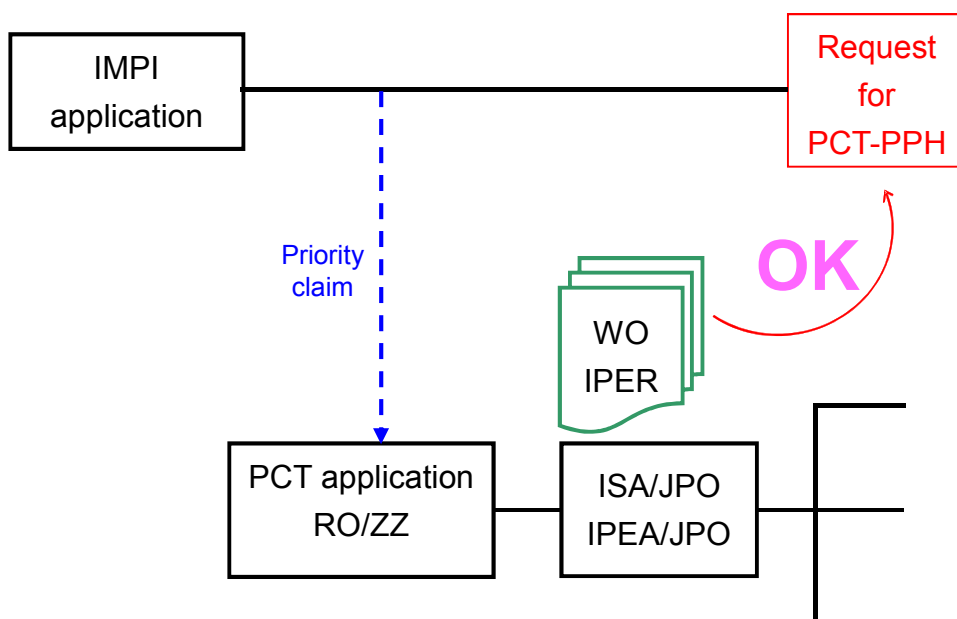 IMPI
application
Request
for
PCT-PPH
Priority
claim
OK
WO
IPER
PCT application
RO/ZZ
ISA/JPO
IPEA/JPO